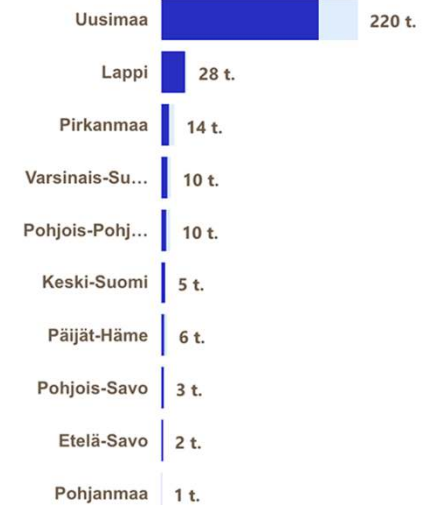 Uusimaa 220 t.
Lappi 28 t.
Pirkanmaa 14 t.
Varsinais-Su… 10 t.
Pohjois-Pohj… 10 t.
Keski-Suomi 5 t.
Päijät-Häme 6 t.
Pohjois-Savo 3 t.
Etelä-Savo 2 t.
Pohjanmaa 1 t.